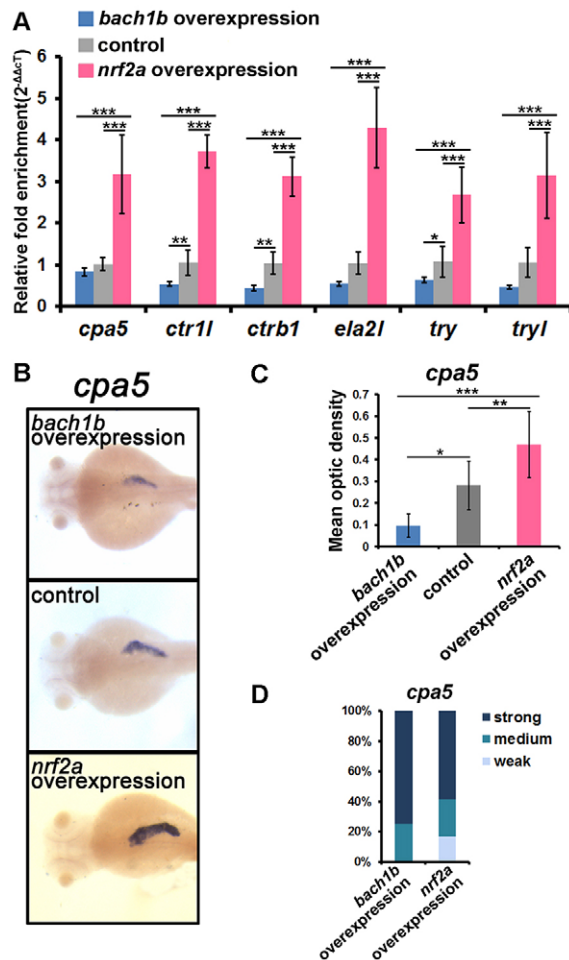 A
bach1b overexpression
control
nrf2a overexpression
Relative fold enrichment(2^-ΔΔCT)
6
5
4
3
2
1
0
***
***
***
***
**
***
***
**
***
***
***
***
*
***
***
cpa5
ctr1l
ctrb1
ela2l
try
tryl
B
cpa5
bach1b
overexpression
control
nrf2a
overexpression
C
cpa5
Mean optic density
0.7
0.6
0.5
0.4
0.3
0.2
0.1
0
***
**
*
bach1b
overexpression
control
nrf2a
overexpression
D
cpa5
100%
80%
60%
40%
20%
0%
strong
medium
weak
bach1b
overexpression
nrf2a
overexpression